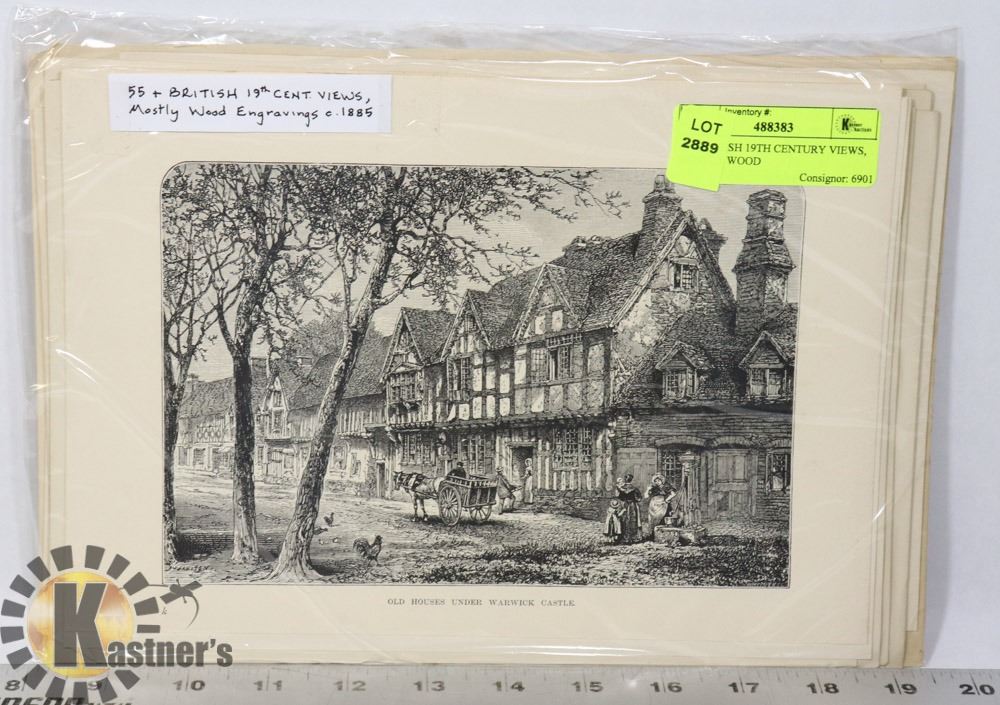 55 + BRITISH 19th CENT. VIEWS,
Mostly Wood Engravings c.1885
Inventory #:
LOT 488383
2889 SH 19TH CENTURY VIEWS,
WOOD
Consignor: 6901
OLD HOUSES UNDER WARWICK CASTLE.
Kastner's
8 9 10 11 12 13 14 15 16 17 18 19 20